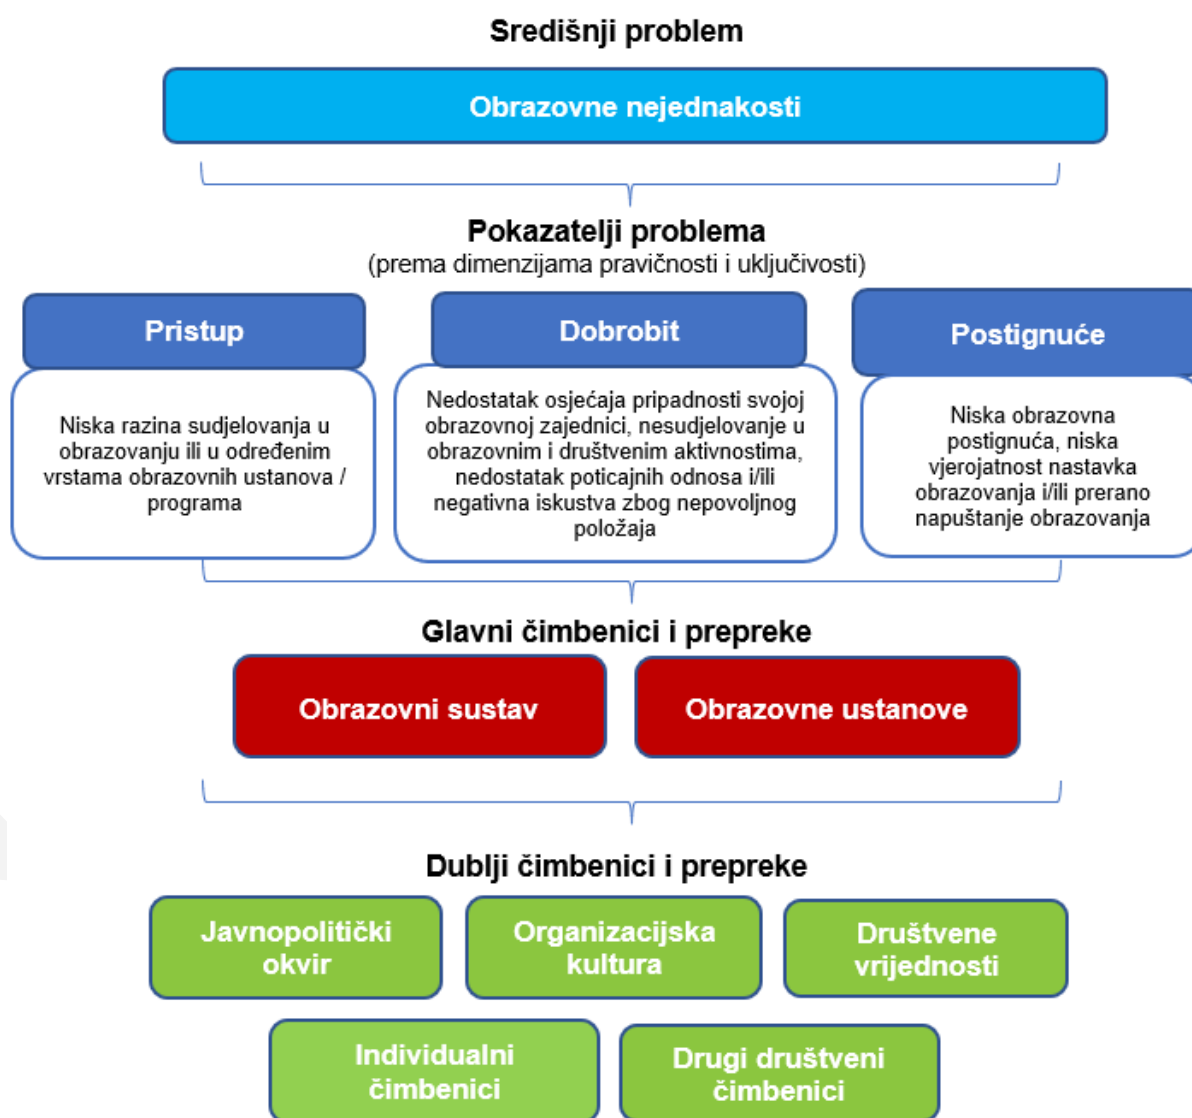 Središnji problem
Obrazovne nejednakosti
Pokazatelji problema
(prema dimenzijama pravičnosti i uključivosti)
Pristup
Niska razina sudjelovanja u
obrazovanju ili u određenim
vrstama obrazovnih ustanova /
programa
Dobrobit
Nedostatak osjećaja pripadnosti svojoj
obrazovnoj zajednici, nesudjelovanje u
obrazovnim i društvenim aktivnostima,
nedostatak poticajnih odnosa i/ili
negativna iskustva zbog nepovoljnog
položaja
Postignuće
Niska obrazovna
postignuća, niska
vjerojatnost nastavka
obrazovanja i/ili prerano
napuštanje obrazovanja
Glavni čimbenici i prepreke
Obrazovni sustav
Obrazovne ustanove
Dublji čimbenici i prepreke
Javnopolitički
okvir
Organizacijska
kultura
Društvene
vrijednosti
Individualni
čimbenici
Drugi društveni
čimbenici